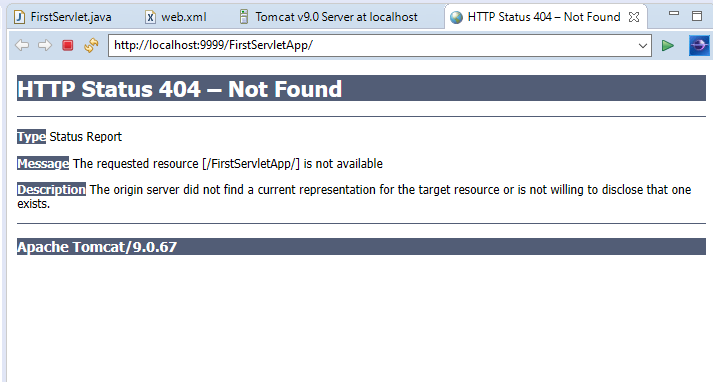 FirstServlet.java
web.xml
Tomcat v9.0 Server at localhost
HTTP Status 404 – Not Found
http://localhost:9999/FirstServletApp/
HTTP Status 404 – Not Found
Type Status Report
Message The requested resource [/FirstServletApp/] is not available
Description The origin server did not find a current representation for the target resource or is not willing to disclose that one
exists.
Apache Tomcat/9.0.67